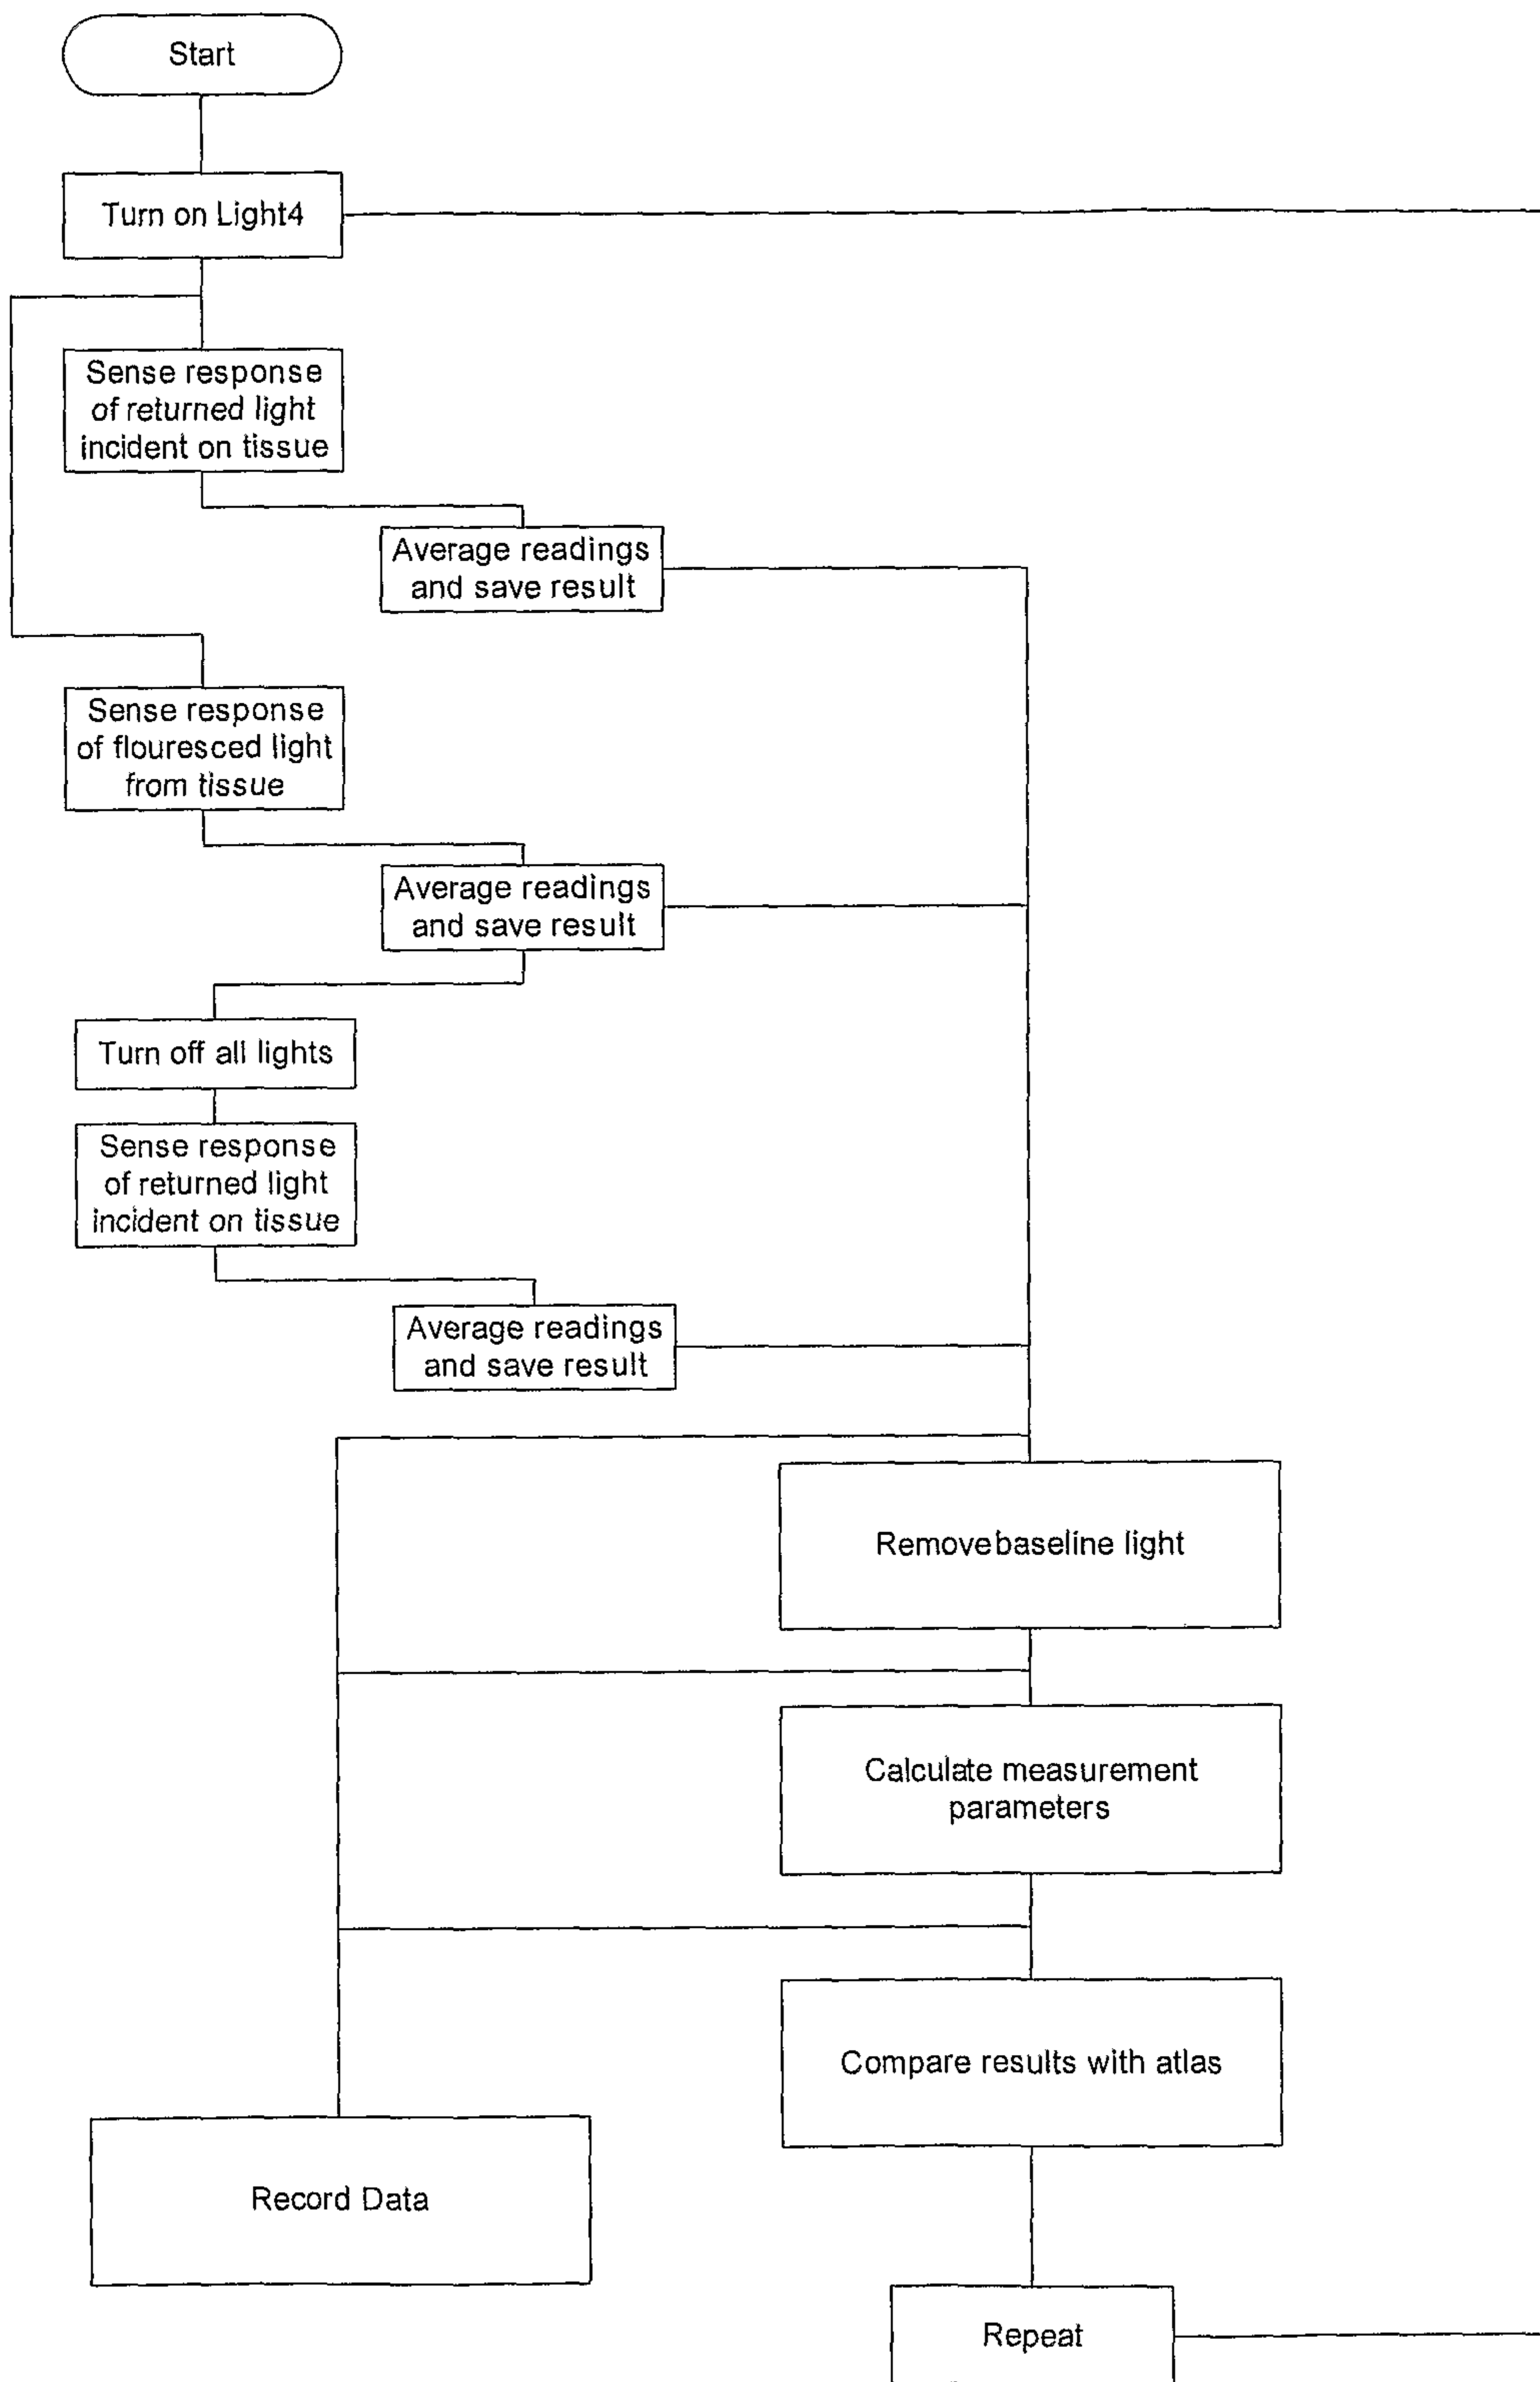 Start
Turn on Light4
Sense response
of returned light
incident on tissue
Average readings
and save result
Sense response
of flouresced light
from tissue
Average readings
and save result
Turn off all lights
Sense response
of returned light
incident on tissue
Average readings
and save result
Remove baseline light
Calculate measurement
parameters
Compare results with atlas
Record Data
Repeat